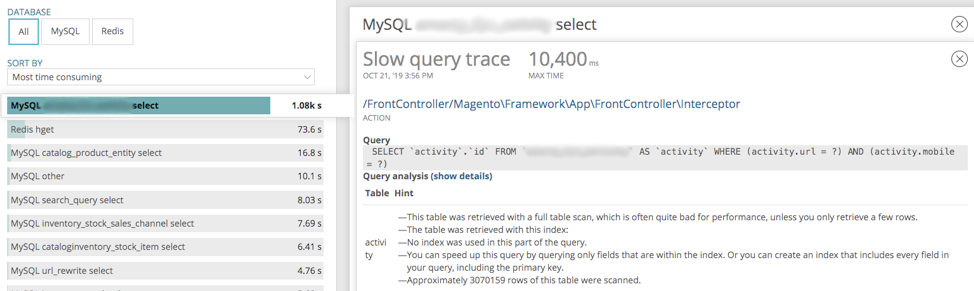 DATABASE
All
MySQL
Redis
SORT BY
Most time consuming
MySQL select
1.08k s
Redis hget
73.6 s
MySQL catalog_product_entity select
16.8 s
MySQL other
10.1 s
MySQL search_query select
8.03 s
MySQL inventory_stock_sales_channel select
7.69 s
MySQL cataloginventory_stock_item select
6.41 s
MySQL url_rewrite select
4.76 s
MySQL select
Slow query trace
10,400 ms
OCT 21, '19 3:56 PM
MAX TIME
/FrontController/Magento\Framework\App\FrontController\Interceptor
ACTION
Query
SELECT `activity`.`id` FROM ` ` AS `activity` WHERE (activity.url = ?) AND (activity.mobile
= ?)
Query analysis (show details)
Table Hint
—This table was retrieved with a full table scan, which is often quite bad for performance, unless you only retrieve a few rows.
—The table was retrieved with this index:
activi —No index was used in this part of the query.
ty —You can speed up this query by querying only fields that are within the index. Or you can create an index that includes every field in
your query, including the primary key.
—Approximately 3070159 rows of this table were scanned.